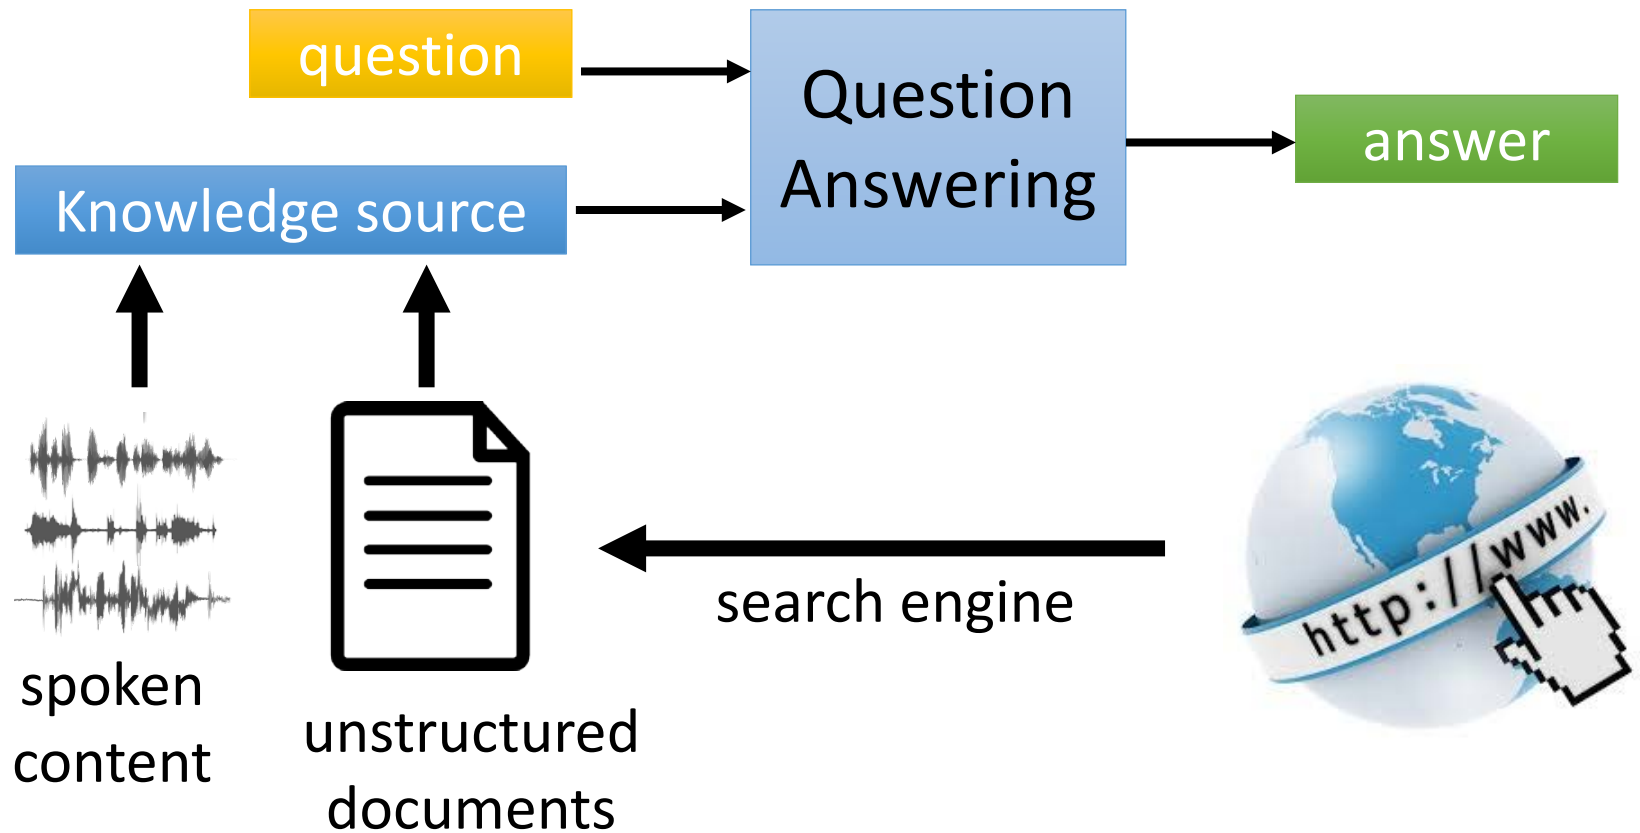 question
Question
Answering
answer
Knowledge source
http://www.
search engine
spoken
content
unstructured
documents